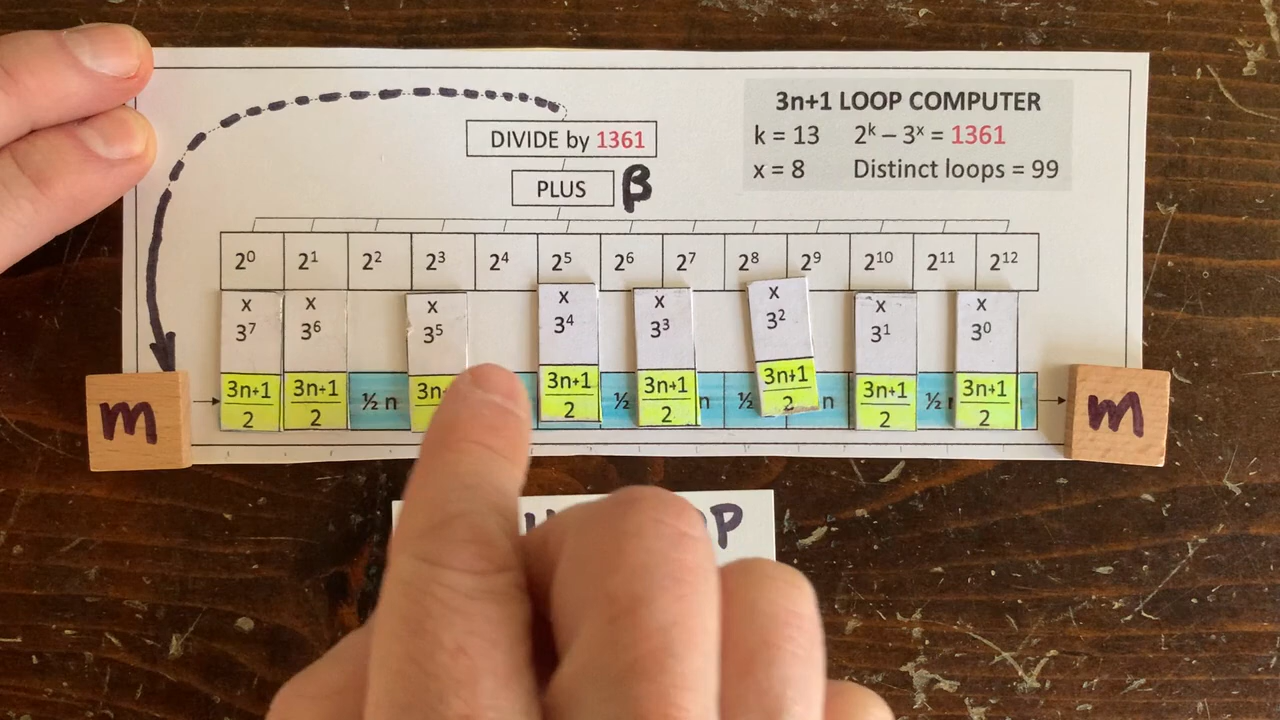 3n+1 LOOP COMPUTER
k = 13 2ᵏ – 3ˣ = 1361
x = 8 Distinct loops = 99
DIVIDE by 1361
PLUS β
2⁰ 2¹ 2² 2³ 2⁴ 2⁵ 2⁶ 2⁷ 2⁸ 2⁹ 2¹⁰ 2¹¹ 2¹²
x x x x x x x x
3⁷ 3⁶ 3⁵ 3⁴ 3³ 3² 3¹ 3⁰
m 3n+1 3n+1 ½ n 3n+1 ½ 3n+1 n ½ 3n+1 n 3n+1 ½ 3n+1 m
2 2 2 2 2 2 2